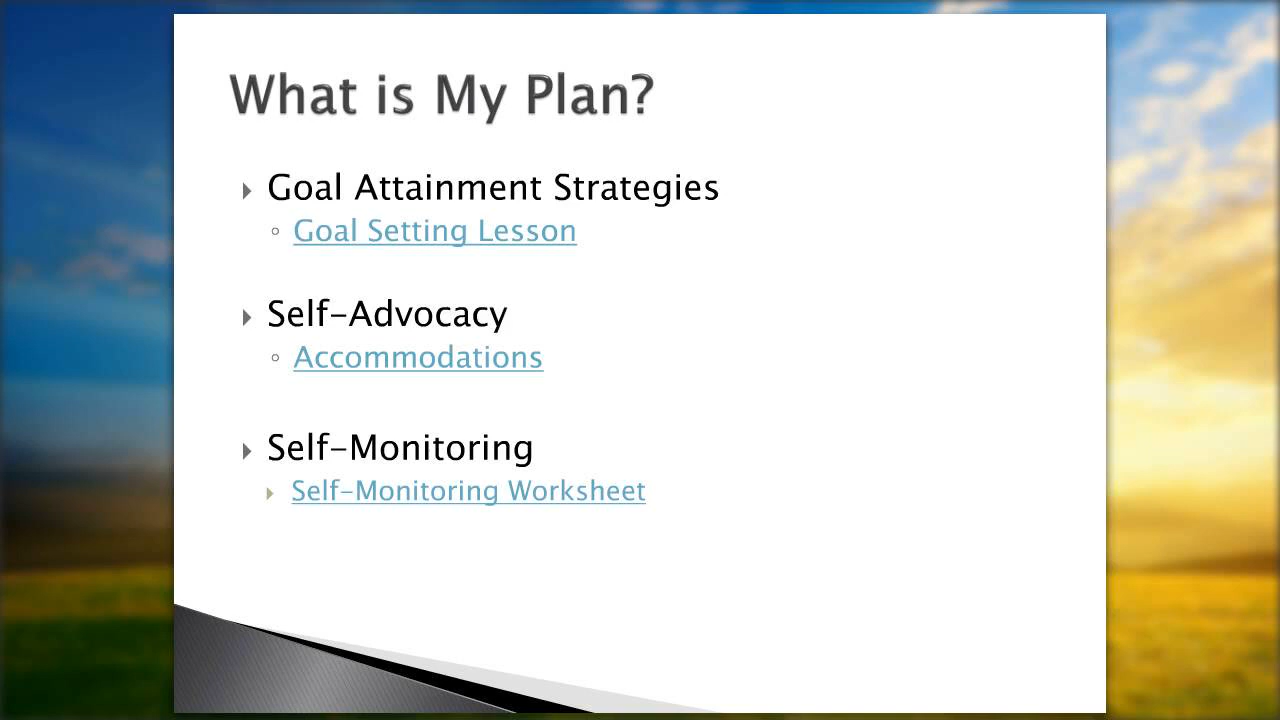 What is My Plan?
Goal Attainment Strategies
Goal Setting Lesson
Self-Advocacy
Accommodations
Self-Monitoring
Self-Monitoring Worksheet